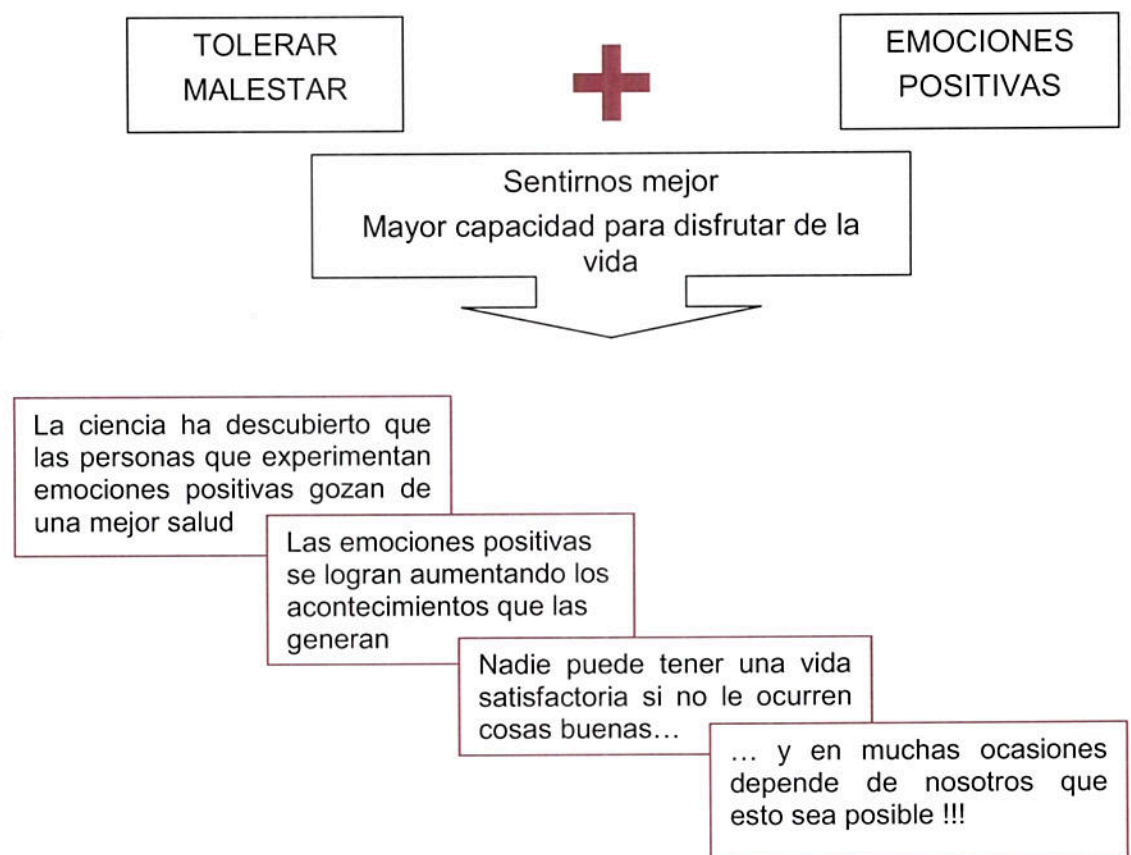 TOLERAR
MALESTAR
EMOCIONES
POSITIVAS
Sentirnos mejor
Mayor capacidad para disfrutar de la
vida
La ciencia ha descubierto que
las personas que experimentan
emociones positivas gozan de
una mejor salud
Las emociones positivas
se logran aumentando los
acontecimientos que las
generan
Nadie puede tener una vida
satisfactoria si no le ocurren
cosas buenas…
… y en muchas ocasiones
depende de nosotros que
esto sea posible !!!